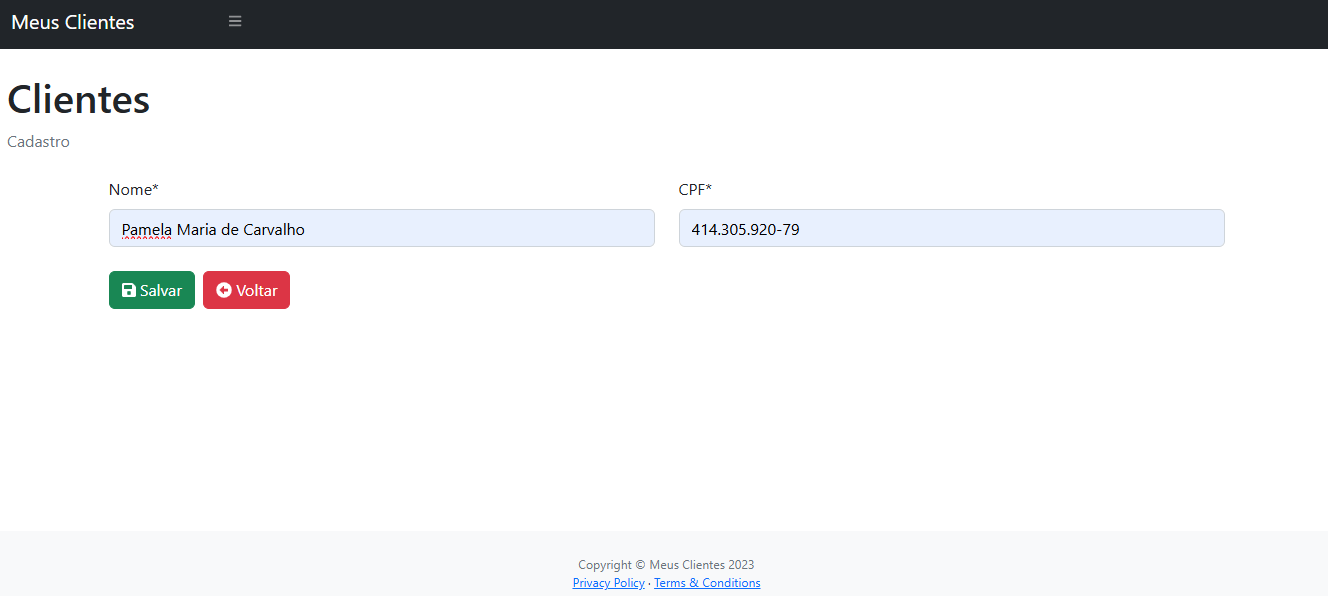 Meus Clientes
Clientes
Cadastro
Nome* CPF*
Pamela Maria de Carvalho 414.305.920-79
Salvar Voltar
Copyright © Meus Clientes 2023
Privacy Policy · Terms & Conditions